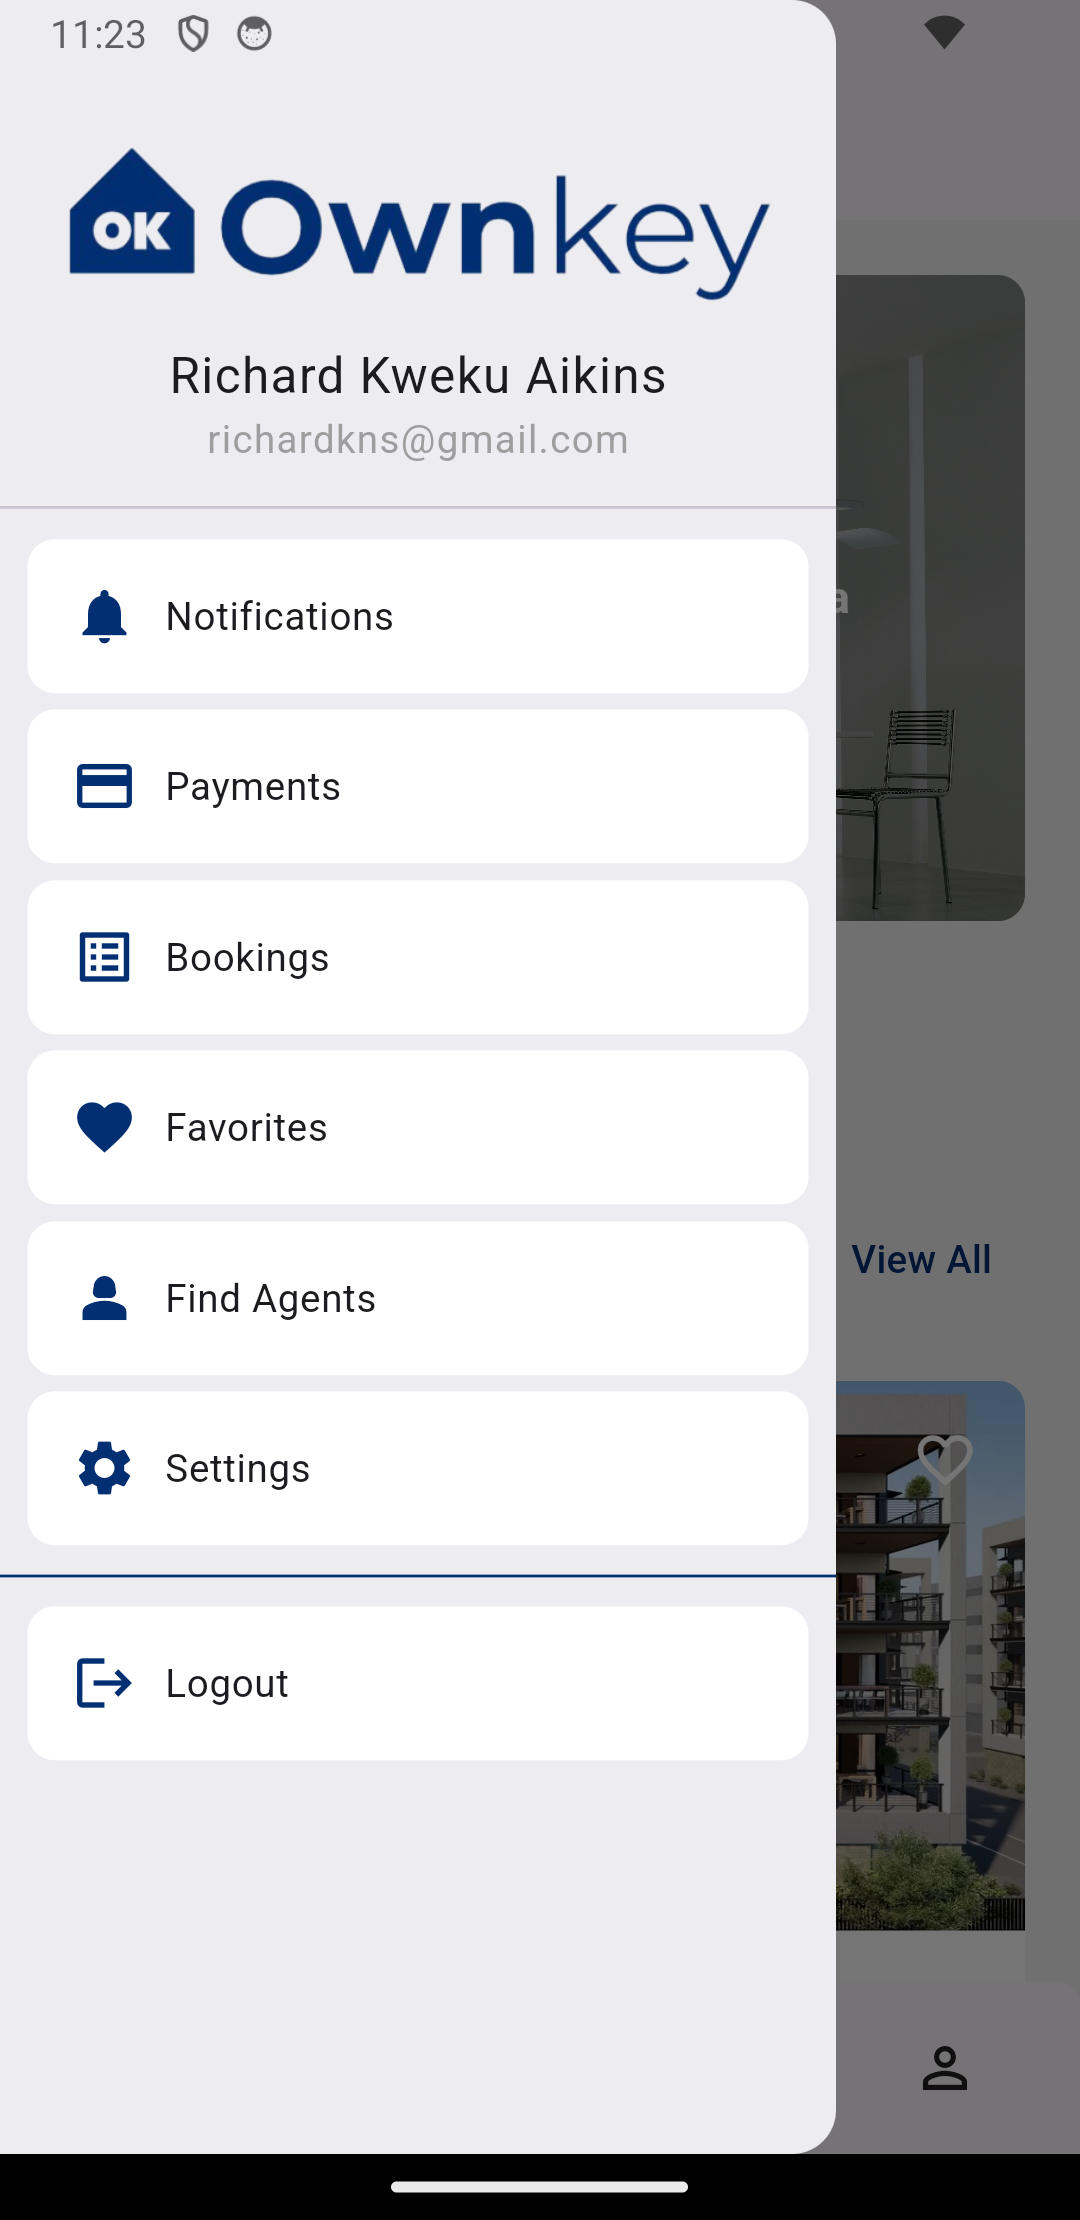 11:23
OK Ownkey
Richard Kweku Aikins
richardkns@gmail.com
Notifications
Payments
Bookings
Favorites
Find Agents
View All
Settings
Logout